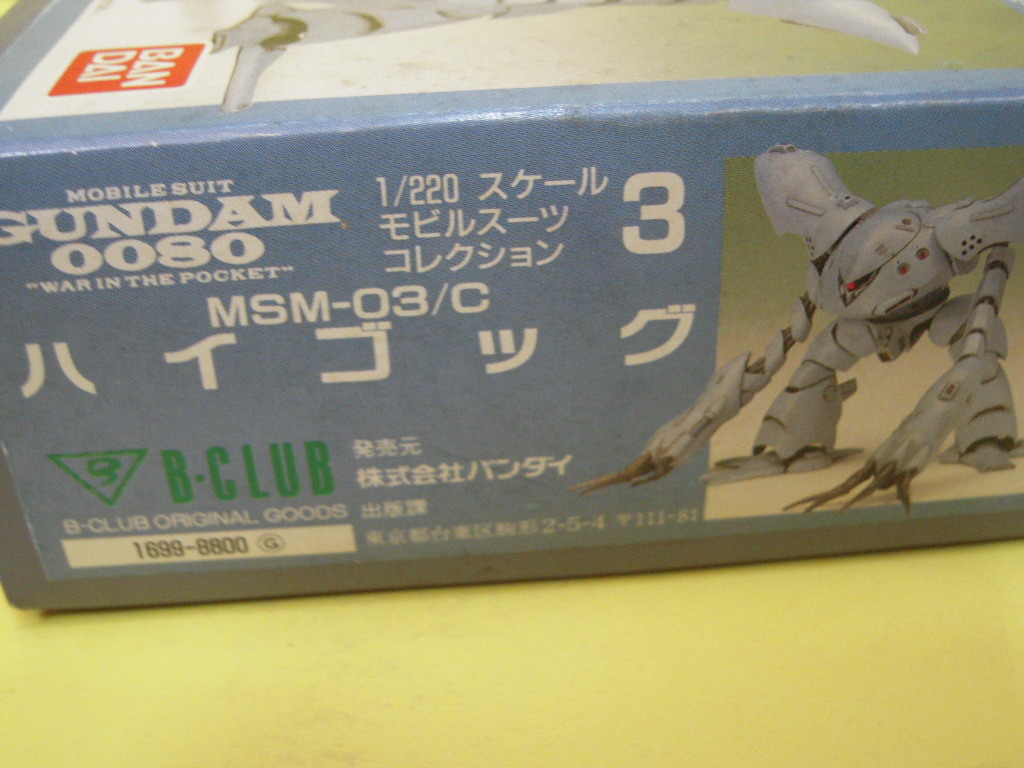 BAN
DAI
MOBILE SUIT
GUNDAM
0080
"WAR IN THE POCKET"
1/220 スケール
モビルスーツ
コレクション
3
MSM-03/C
ハイゴッグ
B-CLUB
B-CLUB ORIGINAL GOODS
1699-8800 G
発売元
株式会社バンダイ
出版課
東京都台東区駒形2-5-4 〒111-81